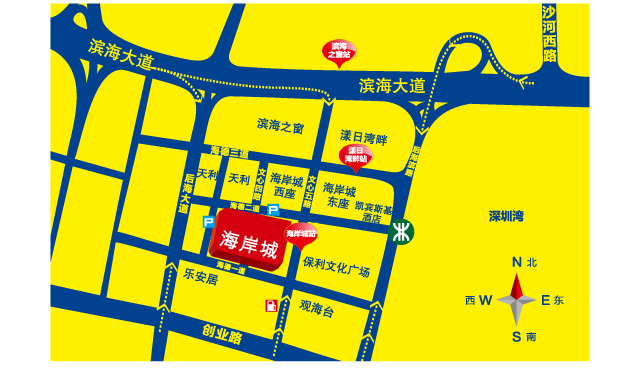 沙河西路
滨海
之窗站
滨海大道
滨海大道
滨海之窗
漾日湾畔
海德三道
漾日
湾畔站
后海大道
天利
天利
文心四路
海岸城
西座
文心五路
海岸城
东座
凯宾斯基
酒店
深圳湾
P
海德二道
P
海岸城
海岸城站
海德一道
保利文化广场
乐安居
观海台
创业路
N 北
西 W
E 东
S 南